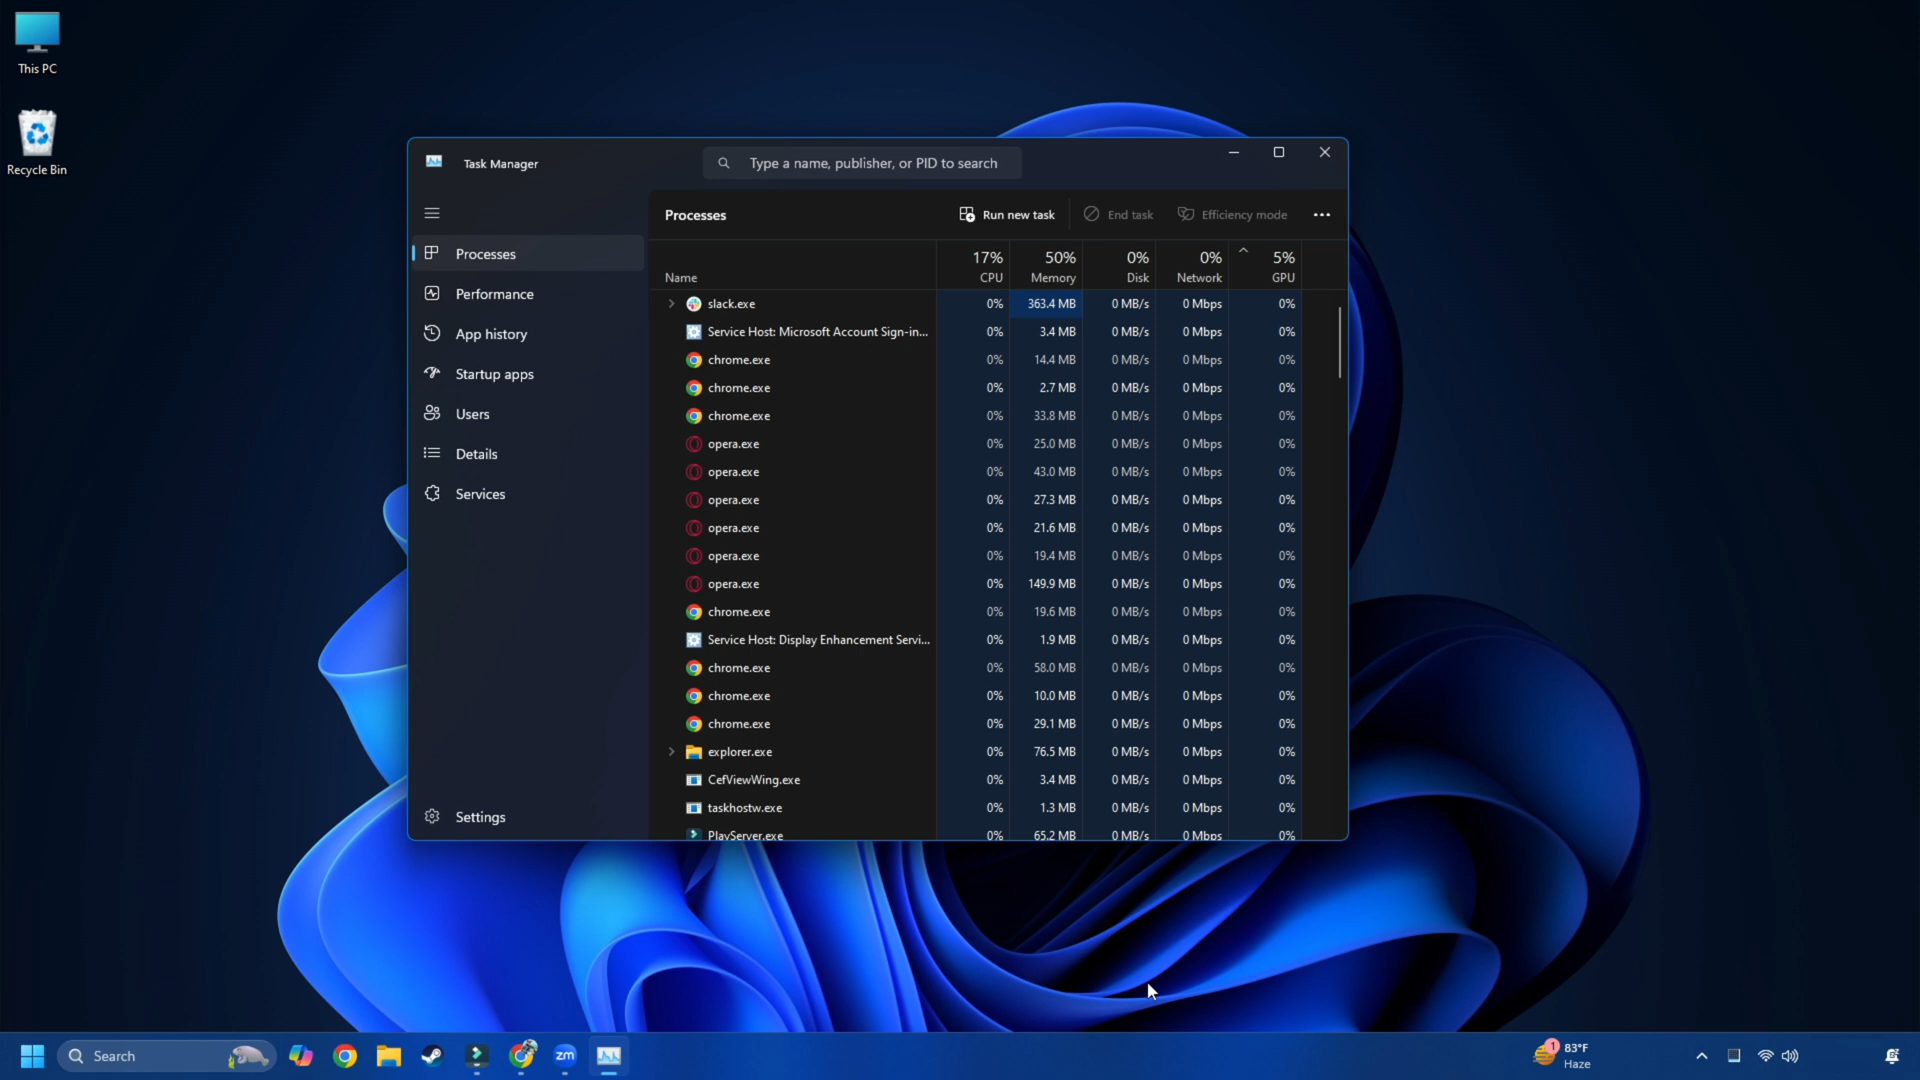 This PC
Recycle Bin
Task Manager
Type a name, publisher, or PID to search
Processes
Run new task
End task
Efficiency mode
Processes
Performance
App history
Startup apps
Users
Details
Services
Settings
17% 50% 0% 0% 5%
Name CPU Memory Disk Network GPU
slack.exe 0% 363.4 MB 0 MB/s 0 Mbps 0%
Service Host: Microsoft Account Sign-in... 0% 3.4 MB 0 MB/s 0 Mbps 0%
chrome.exe 0% 14.4 MB 0 MB/s 0 Mbps 0%
chrome.exe 0% 2.7 MB 0 MB/s 0 Mbps 0%
chrome.exe 0% 33.8 MB 0 MB/s 0 Mbps 0%
opera.exe 0% 25.0 MB 0 MB/s 0 Mbps 0%
opera.exe 0% 43.0 MB 0 MB/s 0 Mbps 0%
opera.exe 0% 27.3 MB 0 MB/s 0 Mbps 0%
opera.exe 0% 21.6 MB 0 MB/s 0 Mbps 0%
opera.exe 0% 19.4 MB 0 MB/s 0 Mbps 0%
opera.exe 0% 149.9 MB 0 MB/s 0 Mbps 0%
chrome.exe 0% 19.6 MB 0 MB/s 0 Mbps 0%
Service Host: Display Enhancement Servi... 0% 1.9 MB 0 MB/s 0 Mbps 0%
chrome.exe 0% 58.0 MB 0 MB/s 0 Mbps 0%
chrome.exe 0% 10.0 MB 0 MB/s 0 Mbps 0%
chrome.exe 0% 29.1 MB 0 MB/s 0 Mbps 0%
explorer.exe 0% 76.5 MB 0 MB/s 0 Mbps 0%
CefViewWing.exe 0% 3.4 MB 0 MB/s 0 Mbps 0%
taskhostw.exe 0% 1.3 MB 0 MB/s 0 Mbps 0%
PlayServer.exe 0% 65.2 MB 0 MB/s 0 Mbps 0%
Search
zm
1
83°F
Haze